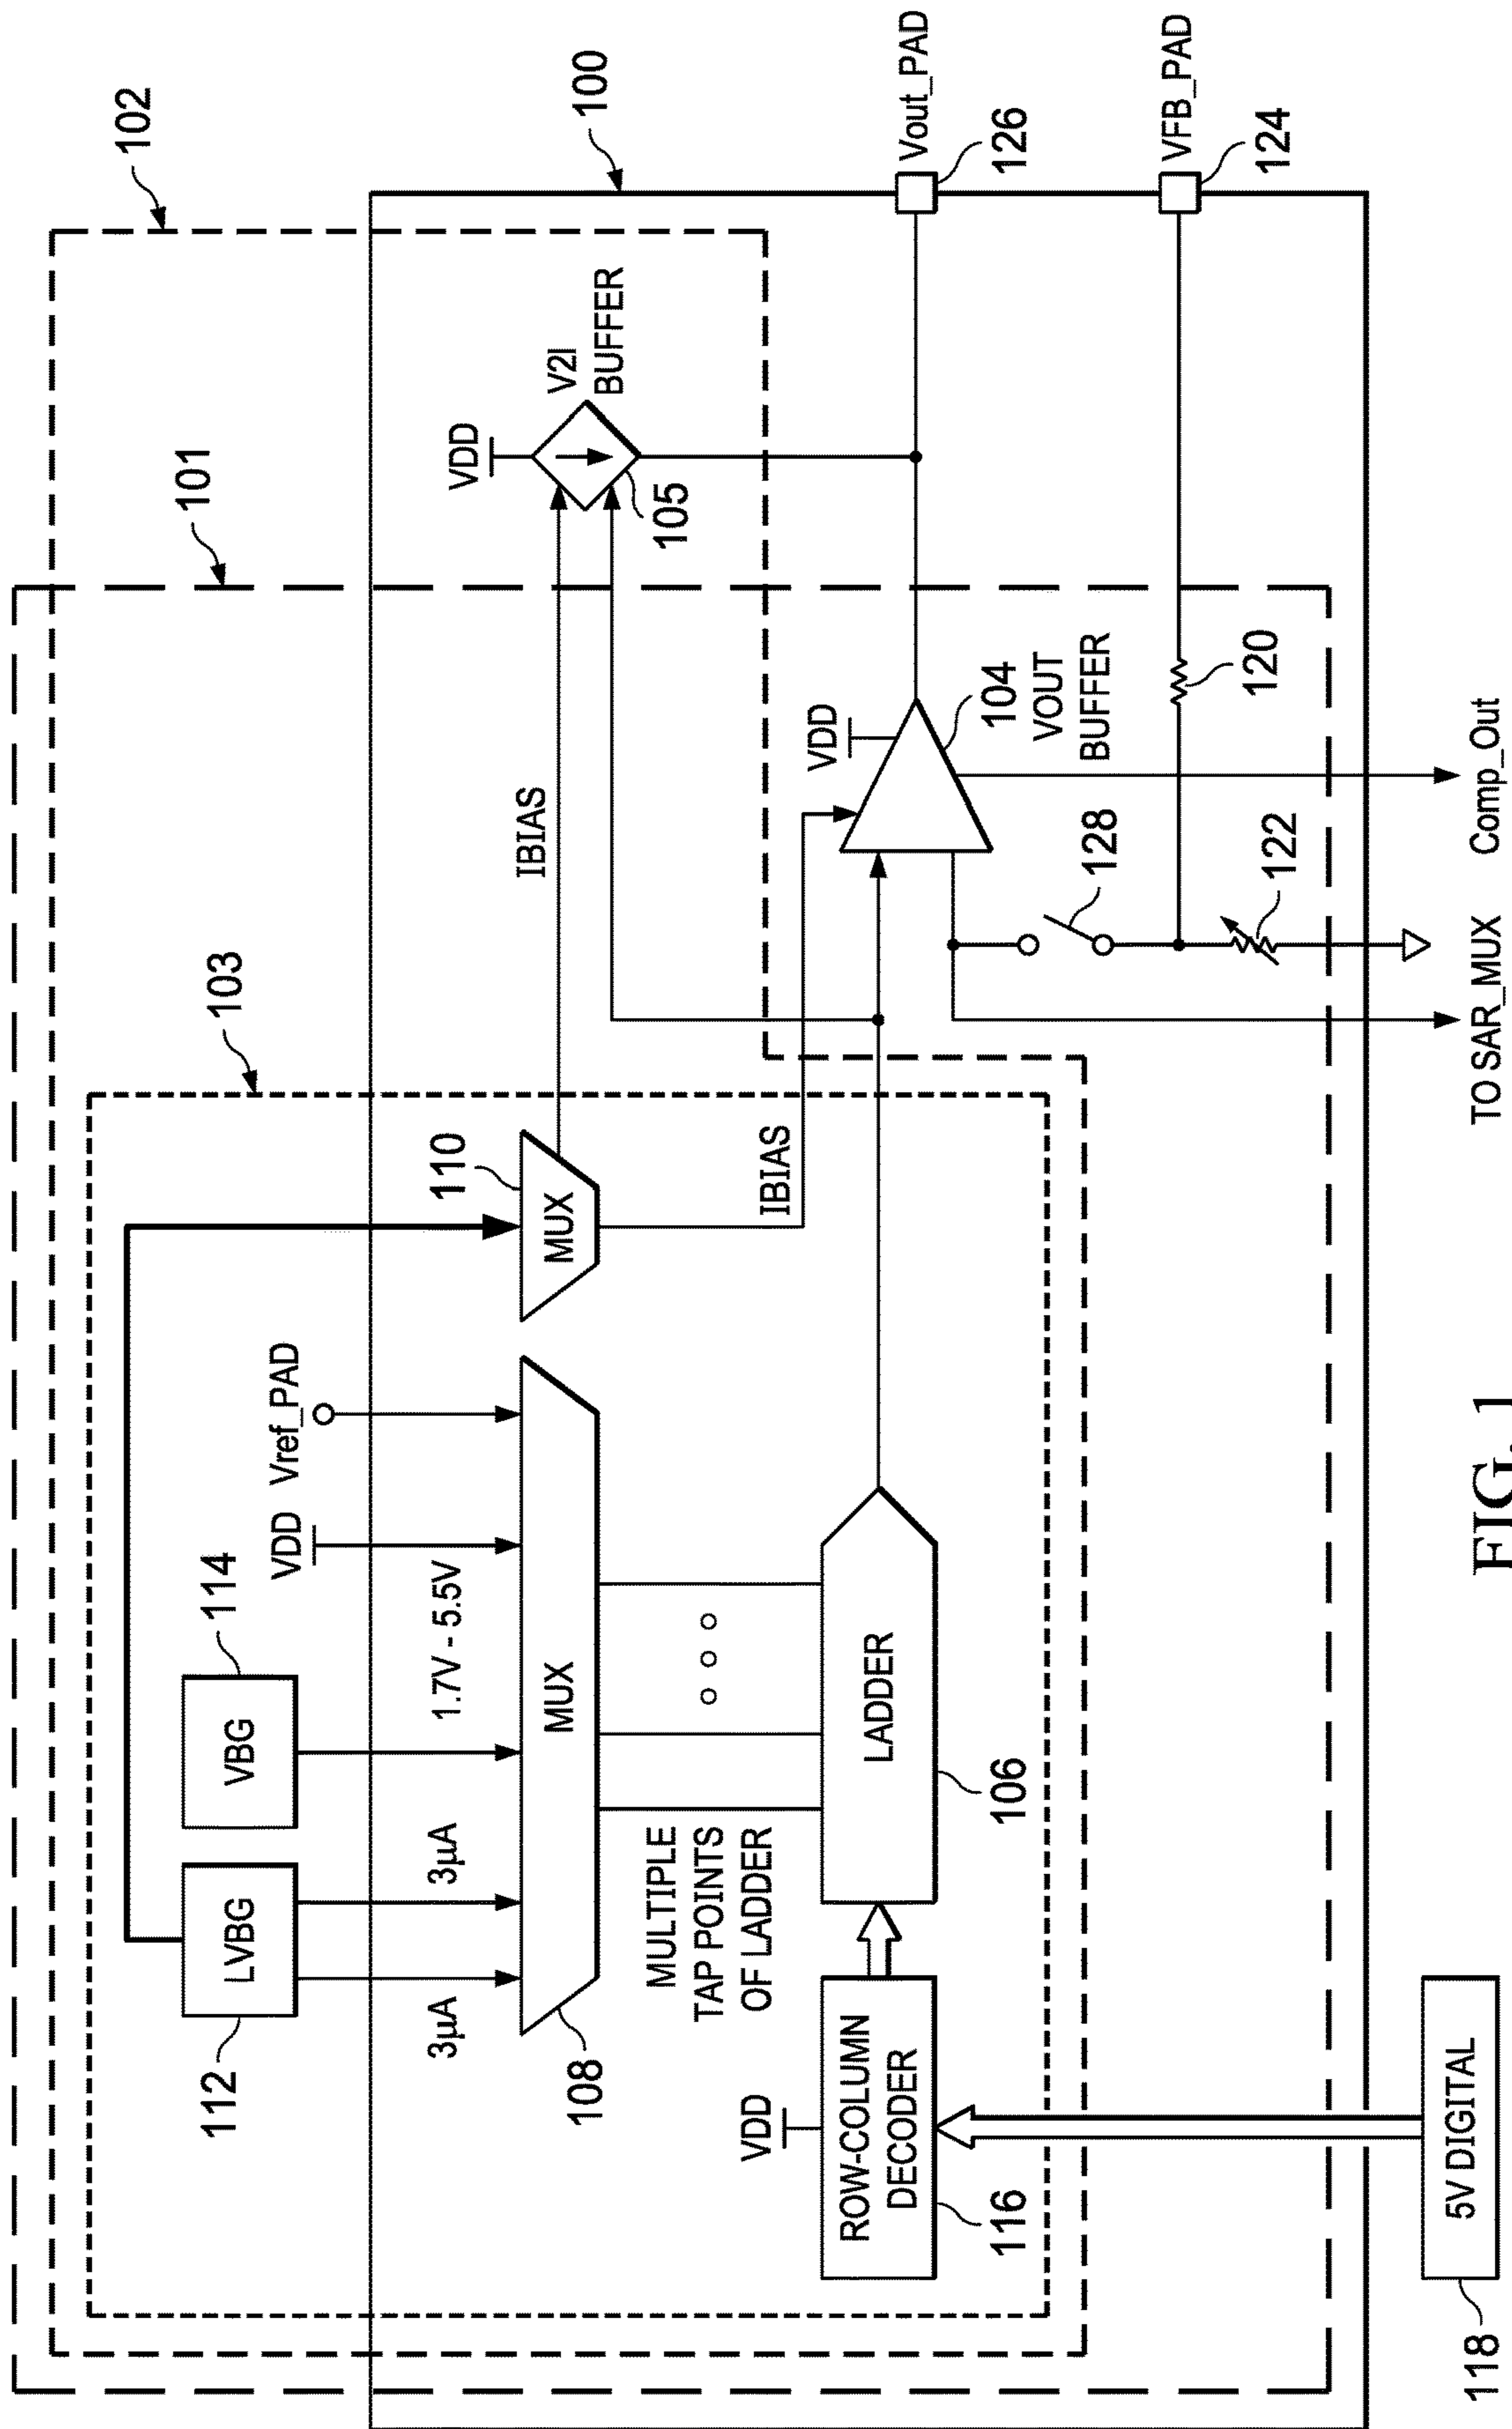 102
101
100
103
112
LVBG
114
VBG
VDD
Vref_PAD
3µA
3µA
1.7V - 5.5V
110
MUX
MUX
108
IBIAS
VDD
V2I
BUFFER
105
MULTIPLE
TAP POINTS
OF LADDER
IBIAS
VDD
VDD
ROW-COLUMN
DECODER
116
LADDER
106
104
VOUT
BUFFER
Vout_PAD
126
128
120
122
VFB_PAD
124
5V DIGITAL
118
TO SAR_MUX
Comp_Out
FIG. 1